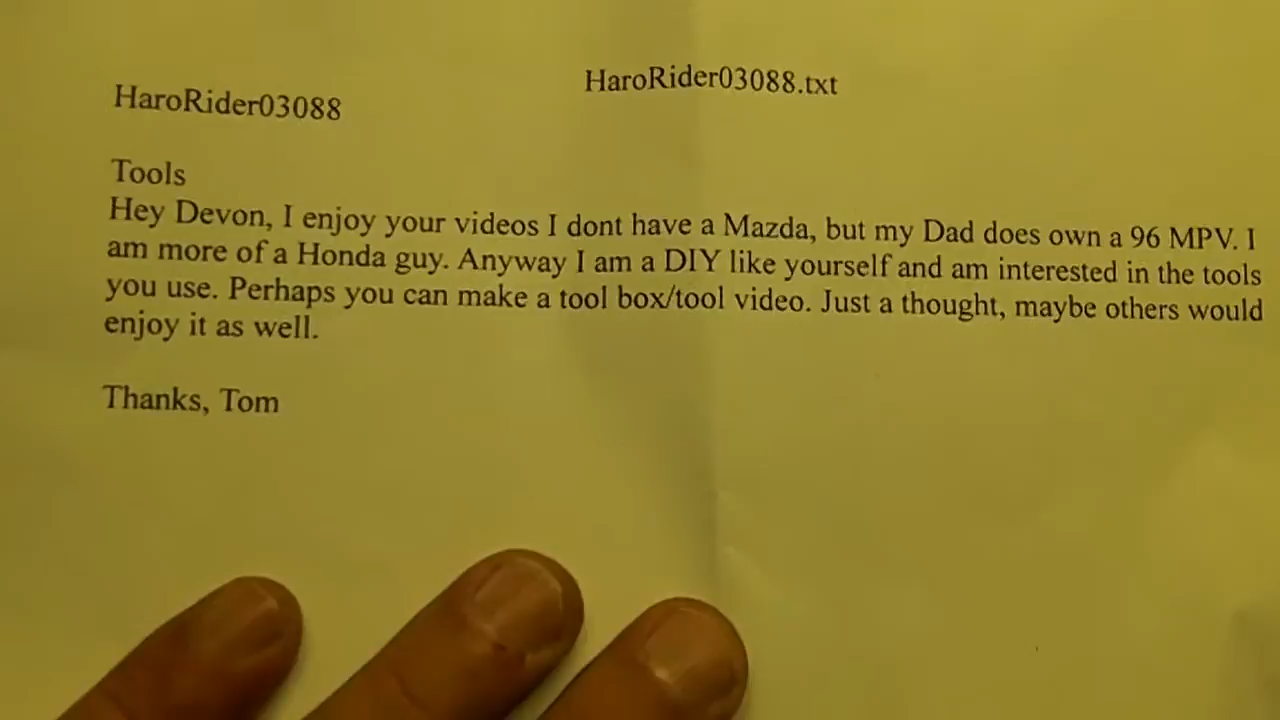 HaroRider03088.txt
HaroRider03088
Tools
Hey Devon, I enjoy your videos I dont have a Mazda, but my Dad does own a 96 MPV. I
am more of a Honda guy. Anyway I am a DIY like yourself and am interested in the tools
you use. Perhaps you can make a tool box/tool video. Just a thought, maybe others would
enjoy it as well.
Thanks, Tom